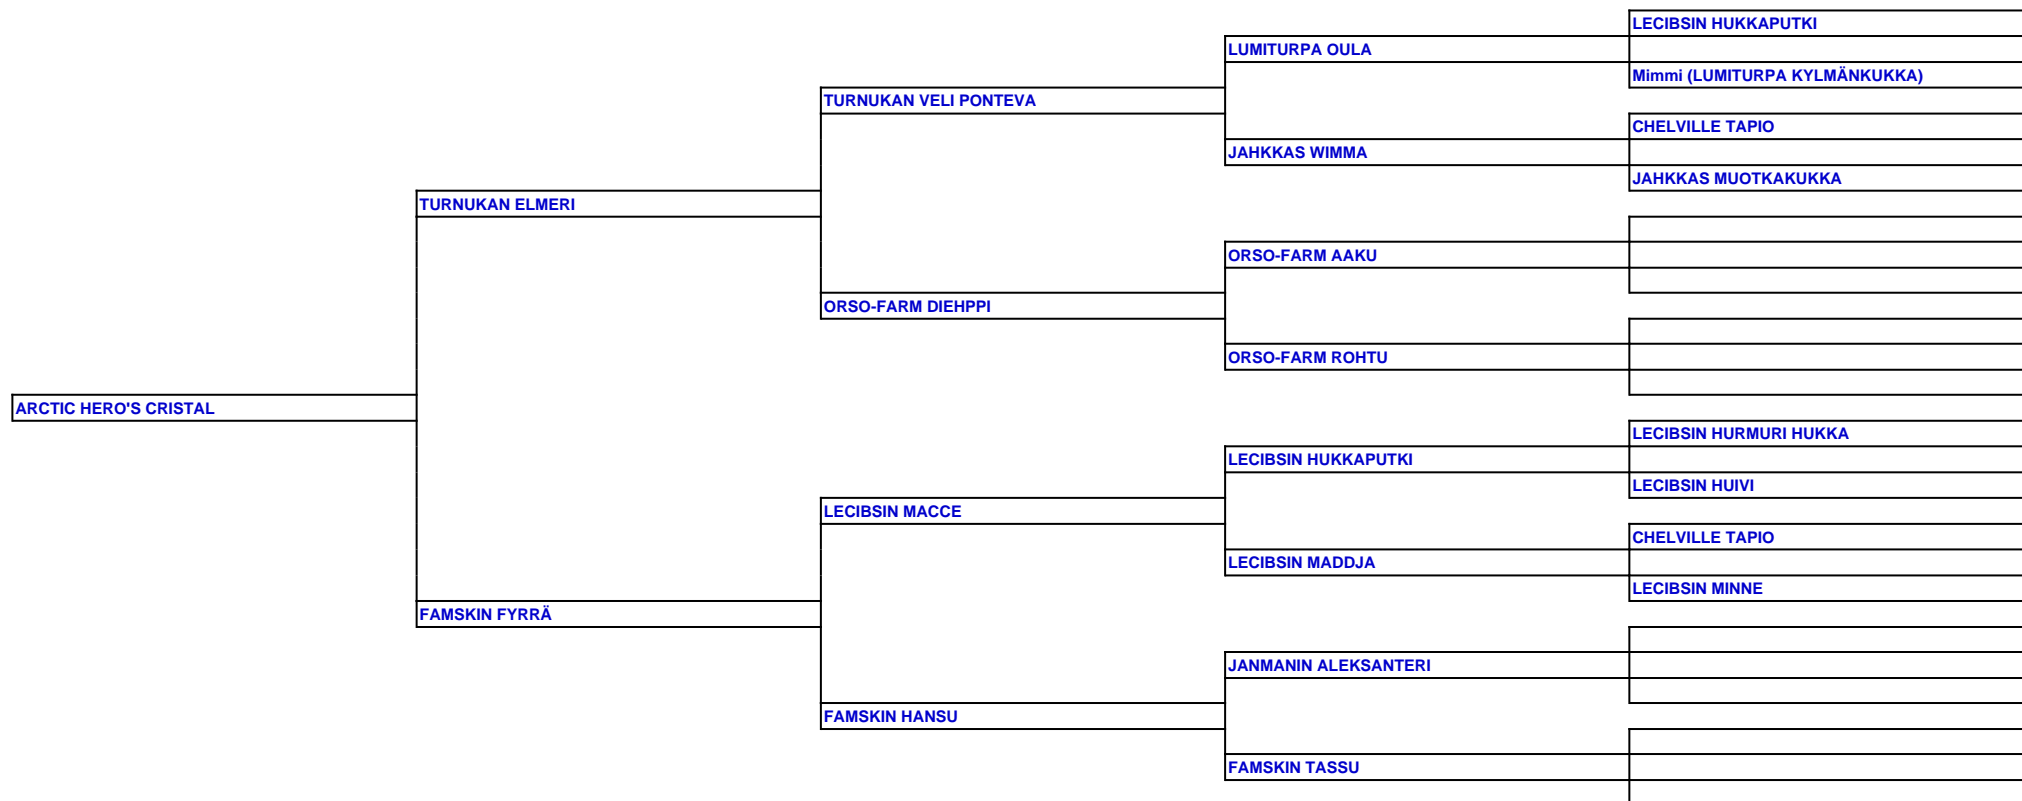 LECIBSIN HUKKAPUTKI
LUMITURPA OULA
Mimmi (LUMITURPA KYLMÄNKUKKA)
TURNUKAN VELI PONTEVA
CHELVILLE TAPIO
JAHKKAS WIMMA
JAHKKAS MUOTKAKUKKA
TURNUKAN ELMERI
ORSO-FARM AAKU
ORSO-FARM DIEHPPI
ORSO-FARM ROHTU
ARCTIC HERO'S CRISTAL
LECIBSIN HURMURI HUKKA
LECIBSIN HUKKAPUTKI
LECIBSIN HUIVI
LECIBSIN MACCE
CHELVILLE TAPIO
LECIBSIN MADDJA
LECIBSIN MINNE
FAMSKIN FYRRÄ
JANMANIN ALEKSANTERI
FAMSKIN HANSU
FAMSKIN TASSU